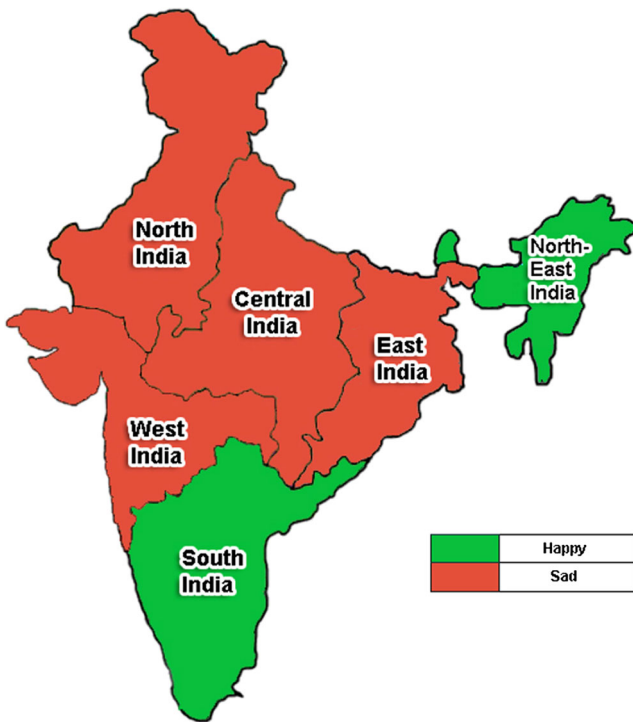 North
India
North-
East
India
Central
India
East
India
West
India
South
India
Happy
Sad